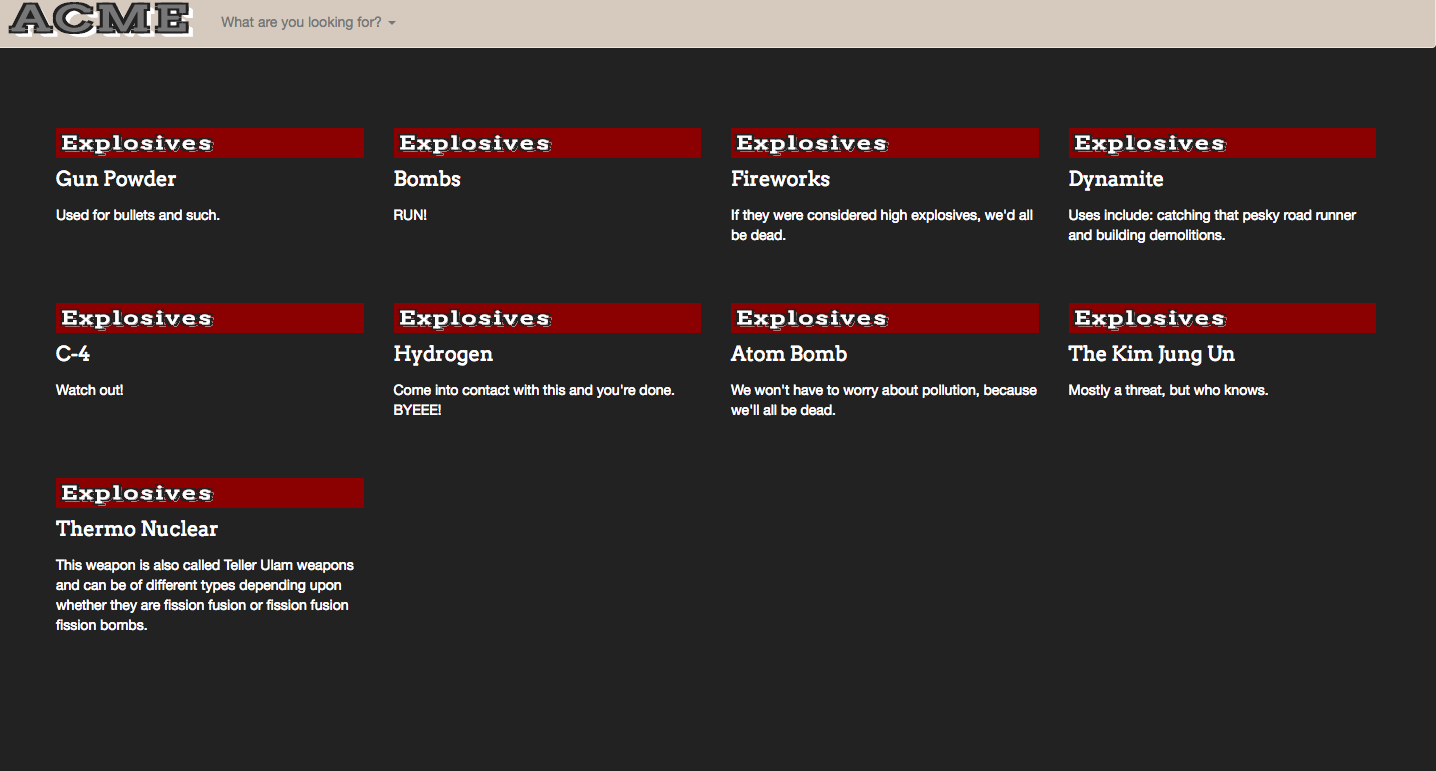 ACME
What are you looking for?
Explosives
Gun Powder
Used for bullets and such.
Explosives
Bombs
RUN!
Explosives
Fireworks
If they were considered high explosives, we'd all
be dead.
Explosives
Dynamite
Uses include: catching that pesky road runner
and building demolitions.
Explosives
C-4
Watch out!
Explosives
Hydrogen
Come into contact with this and you're done.
BYEEE!
Explosives
Atom Bomb
We won't have to worry about pollution, because
we'll all be dead.
Explosives
The Kim Jung Un
Mostly a threat, but who knows.
Explosives
Thermo Nuclear
This weapon is also called Teller Ulam weapons
and can be of different types depending upon
whether they are fission fusion or fission fusion
fission bombs.